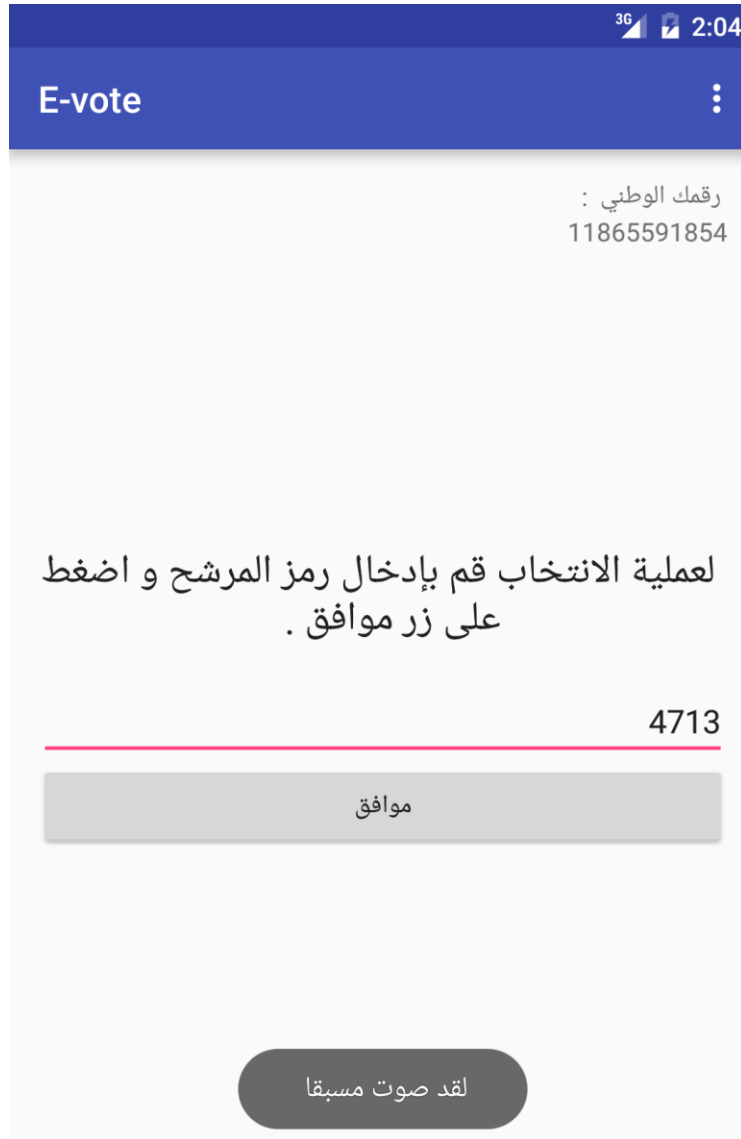 3G 2:04
E-vote
رقمك الوطني :
11865591854
لعملية الانتخاب قم بإدخال رمز المرشح و اضغط
على زر موافق .
4713
موافق
لقد صوت مسبقا